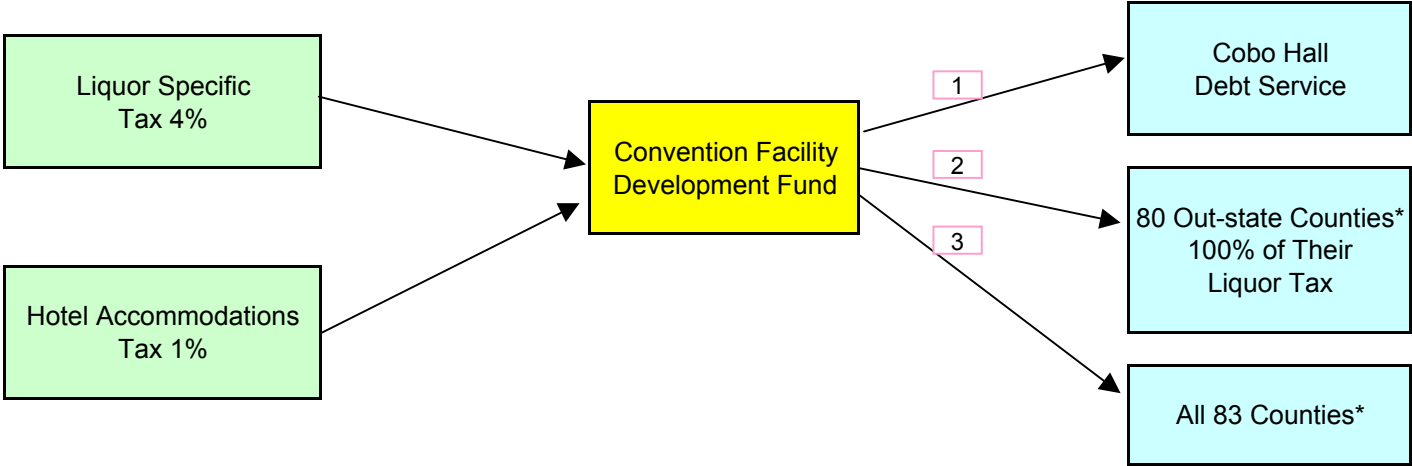 Liquor Specific
Tax 4%
Hotel Accommodations
Tax 1%
Convention Facility
Development Fund
1
2
3
Cobo Hall
Debt Service
80 Out-state Counties*
100% of Their
Liquor Tax
All 83 Counties*